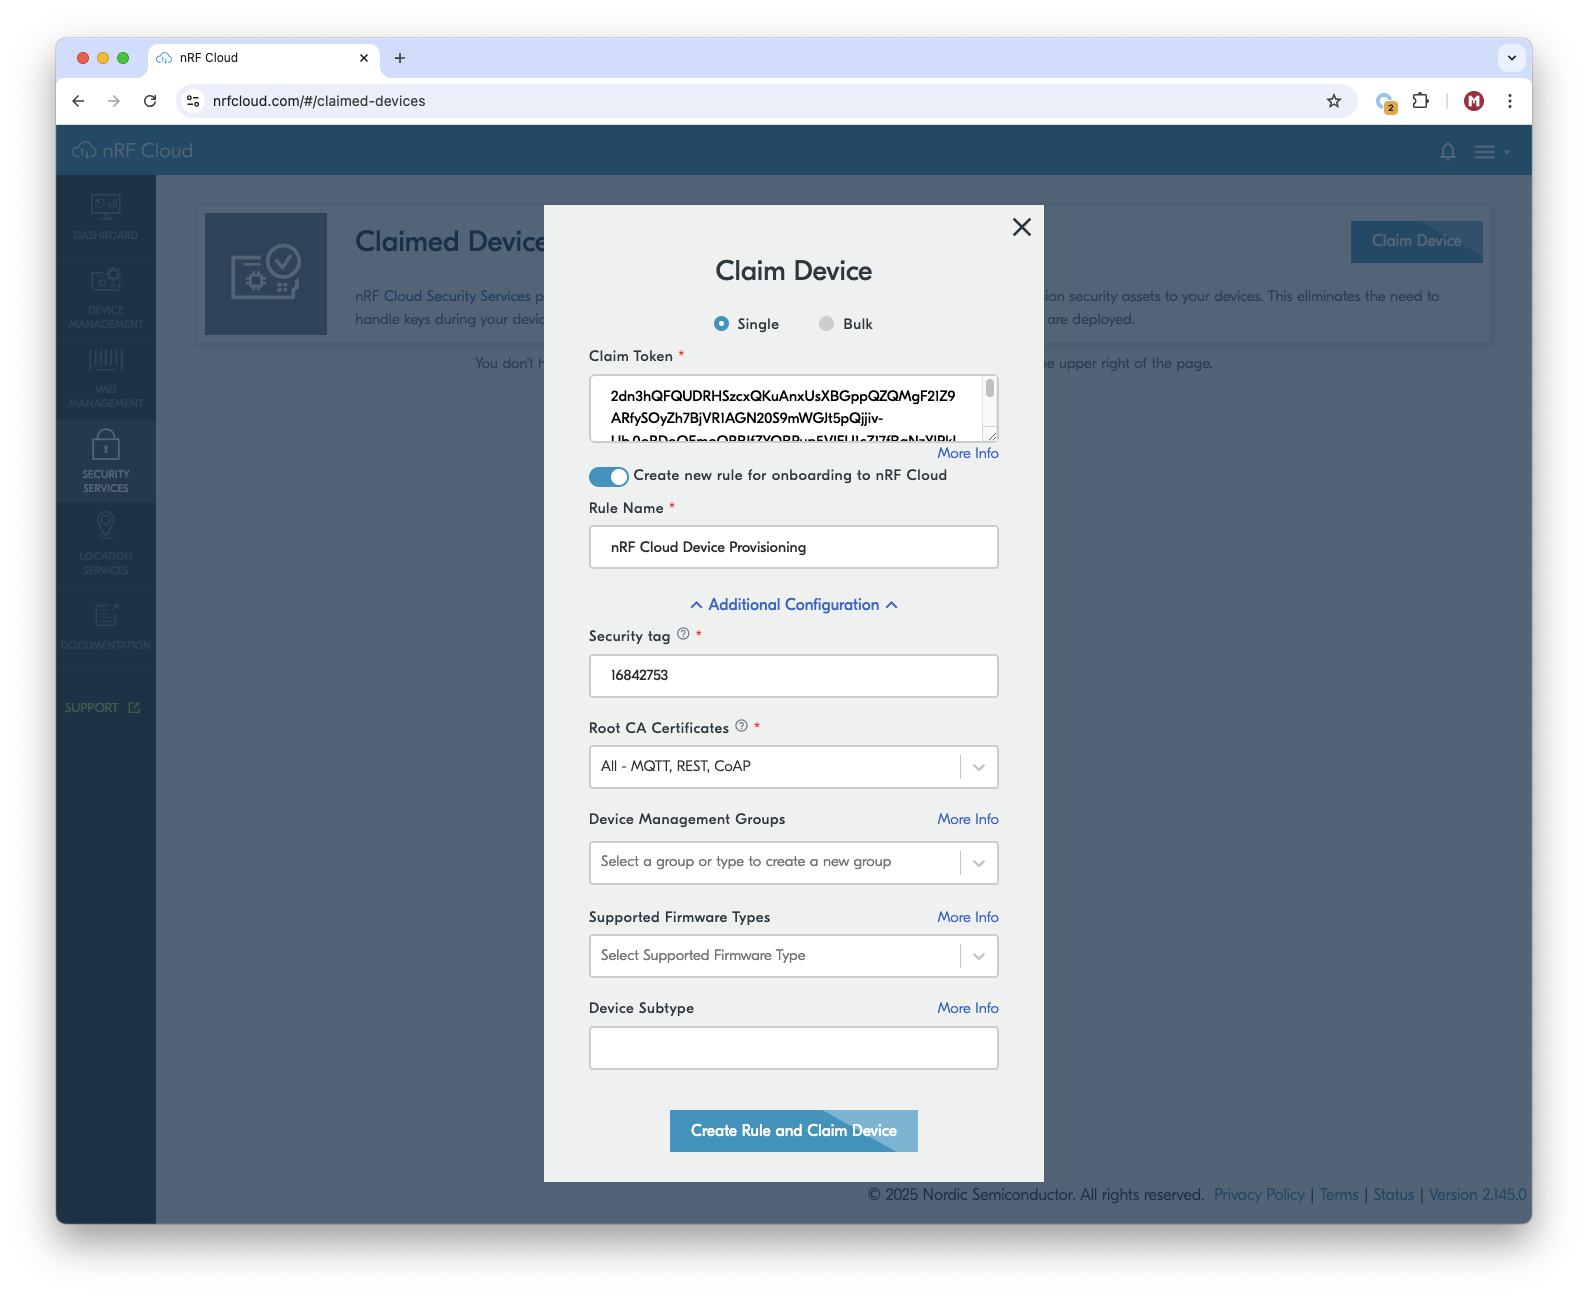 nRF Cloud
nrfcloud.com/#/claimed-devices
2
M
nRF Cloud
DASHBOARD
DEVICE
MANAGEMENT
IMEI
MANAGEMENT
SECURITY
SERVICES
LOCATION
SERVICES
DOCUMENTATION
SUPPORT
Claimed Device
Claim Device
nRF Cloud Security Services p
ion security assets to your devices. This eliminates the need to
handle keys during your devic
are deployed.
You don't h
e upper right of the page.
Claim Device
Single Bulk
Claim Token *
2dn3hQFQUDRHSzcxQKuAnxUsXBGppQZQMgF21Z9
ARfySOyZh7BjVR1AGN20S9mWGJt5pQjjiv-
More Info
Create new rule for onboarding to nRF Cloud
Rule Name *
nRF Cloud Device Provisioning
Additional Configuration
Security tag ? *
16842753
Root CA Certificates ? *
All - MQTT, REST, CoAP
Device Management Groups More Info
Select a group or type to create a new group
Supported Firmware Types More Info
Select Supported Firmware Type
Device Subtype More Info
Create Rule and Claim Device
© 2025 Nordic Semiconductor. All rights reserved. Privacy Policy | Terms | Status | Version 2.145.0